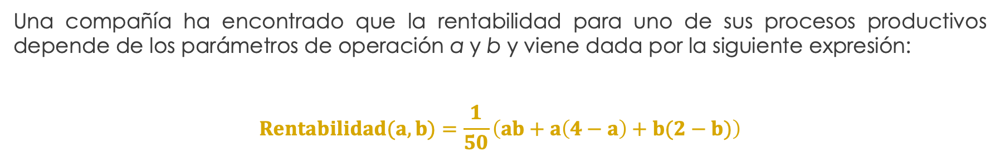 Una compañía ha encontrado que la rentabilidad para uno de sus procesos productivos
depende de los parámetros de operación a y b y viene dada por la siguiente expresión:
Rentabilidad(a, b) = 1/50 (ab + a(4 − a) + b(2 − b))